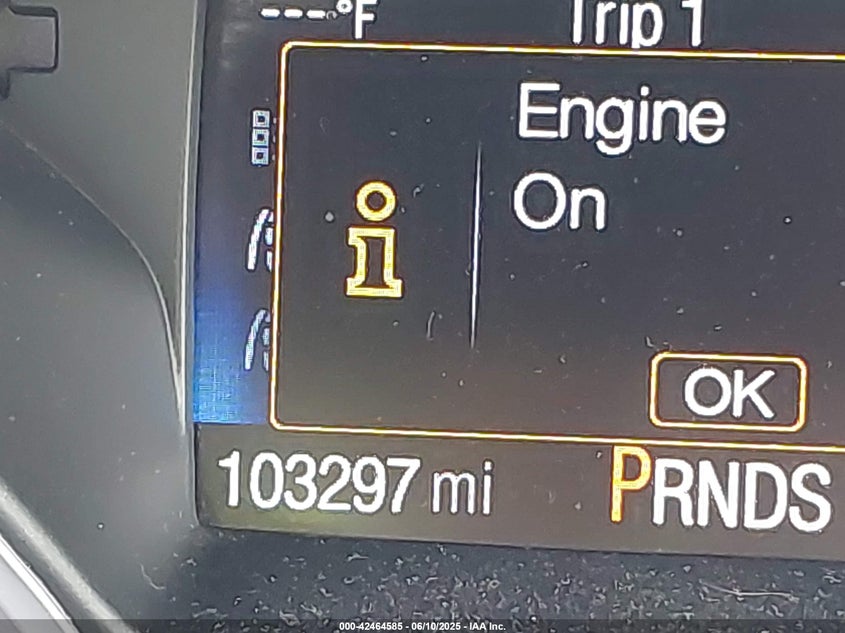 ---°F
Trip 1
Engine
On
OK
103297 mi
PRNDS
000-42464585 - 06/10/2025 - IAA Inc.